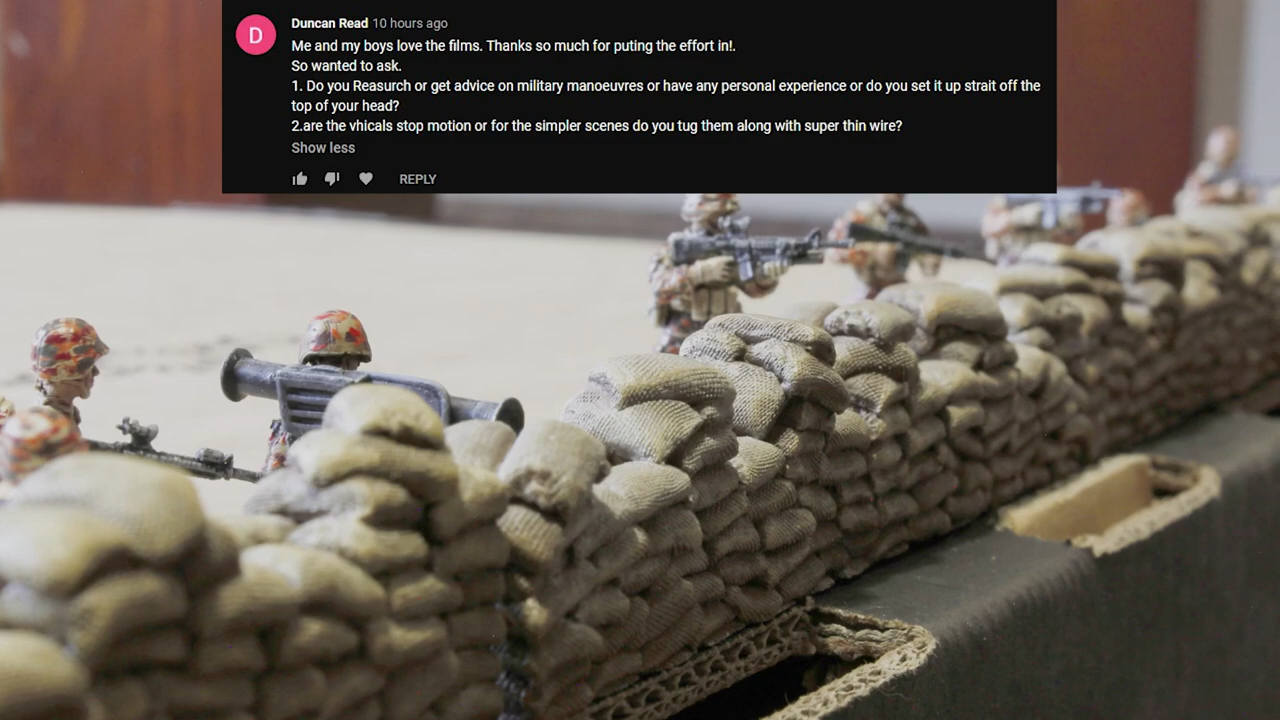 D
Duncan Read 10 hours ago
Me and my boys love the films. Thanks so much for puting the effort in!.
So wanted to ask.
1. Do you Reasurch or get advice on military manoeuvres or have any personal experience or do you set it up strait off the
top of your head?
2.are the vhicals stop motion or for the simpler scenes do you tug them along with super thin wire?
Show less
REPLY